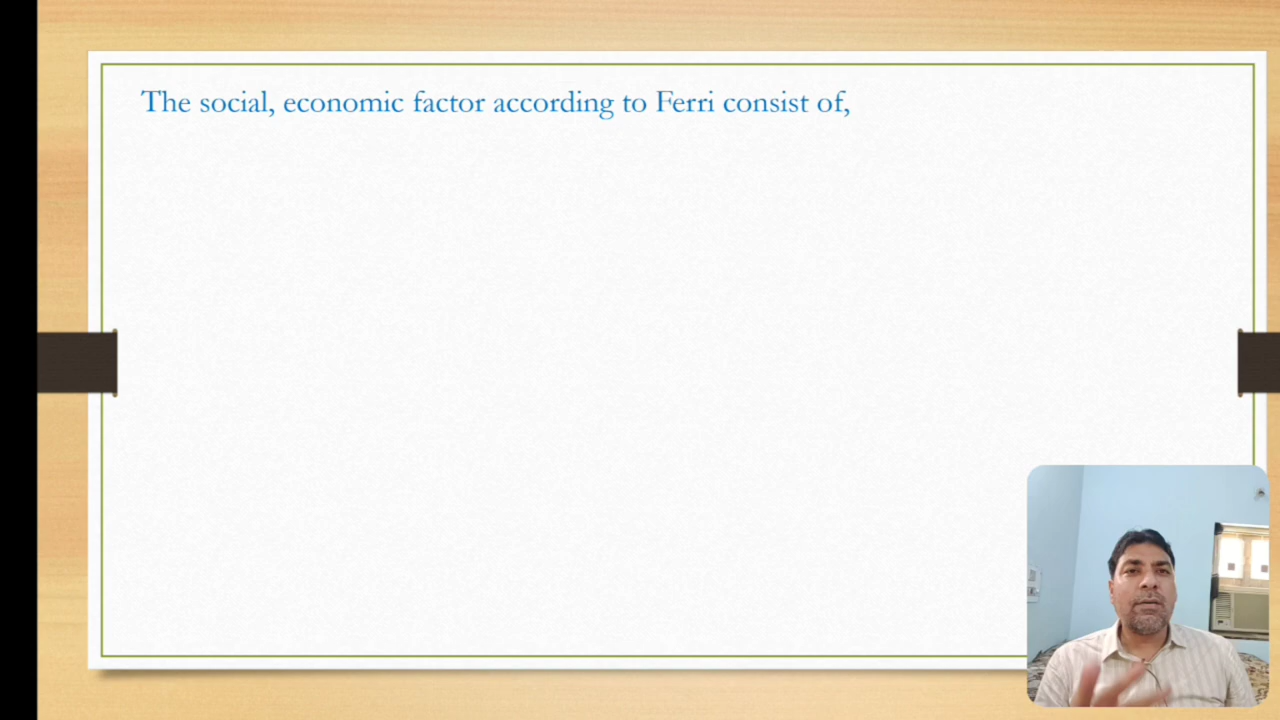 The social, economic factor according to Ferri consist of,